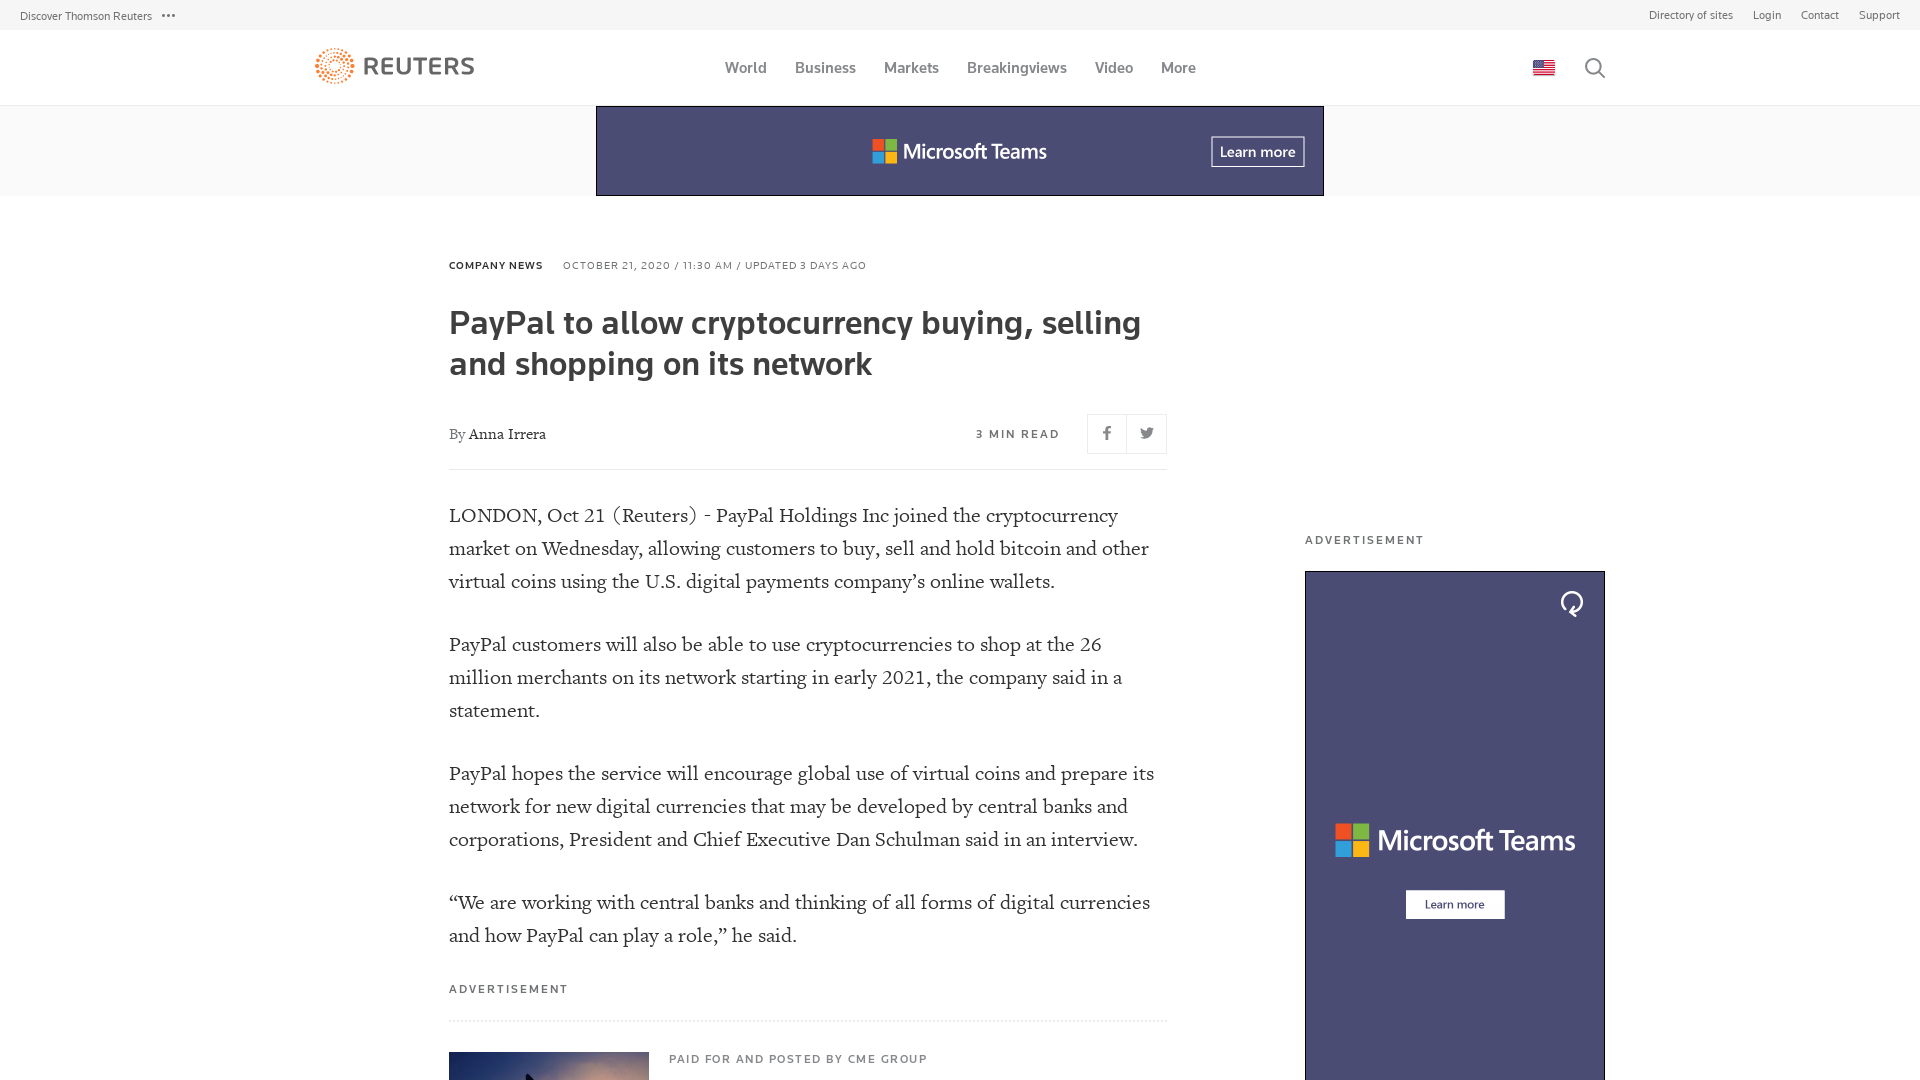 Discover Thomson Reuters
Directory of sites Login Contact Support
REUTERS
World Business Markets Breakingviews Video More
Microsoft Teams
Learn more
COMPANY NEWS OCTOBER 21, 2020 / 11:30 AM / UPDATED 3 DAYS AGO
PayPal to allow cryptocurrency buying, selling
and shopping on its network
By Anna Irrera
3 MIN READ
LONDON, Oct 21 (Reuters) - PayPal Holdings Inc joined the cryptocurrency
market on Wednesday, allowing customers to buy, sell and hold bitcoin and other
virtual coins using the U.S. digital payments company’s online wallets.
PayPal customers will also be able to use cryptocurrencies to shop at the 26
million merchants on its network starting in early 2021, the company said in a
statement.
PayPal hopes the service will encourage global use of virtual coins and prepare its
network for new digital currencies that may be developed by central banks and
corporations, President and Chief Executive Dan Schulman said in an interview.
“We are working with central banks and thinking of all forms of digital currencies
and how PayPal can play a role,” he said.
ADVERTISEMENT
PAID FOR AND POSTED BY CME GROUP
ADVERTISEMENT
Microsoft Teams
Learn more